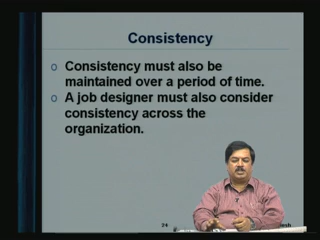 Consistency
o Consistency must also be
maintained over a period of time.
o A job designer must also consider
consistency across the
organization.
24